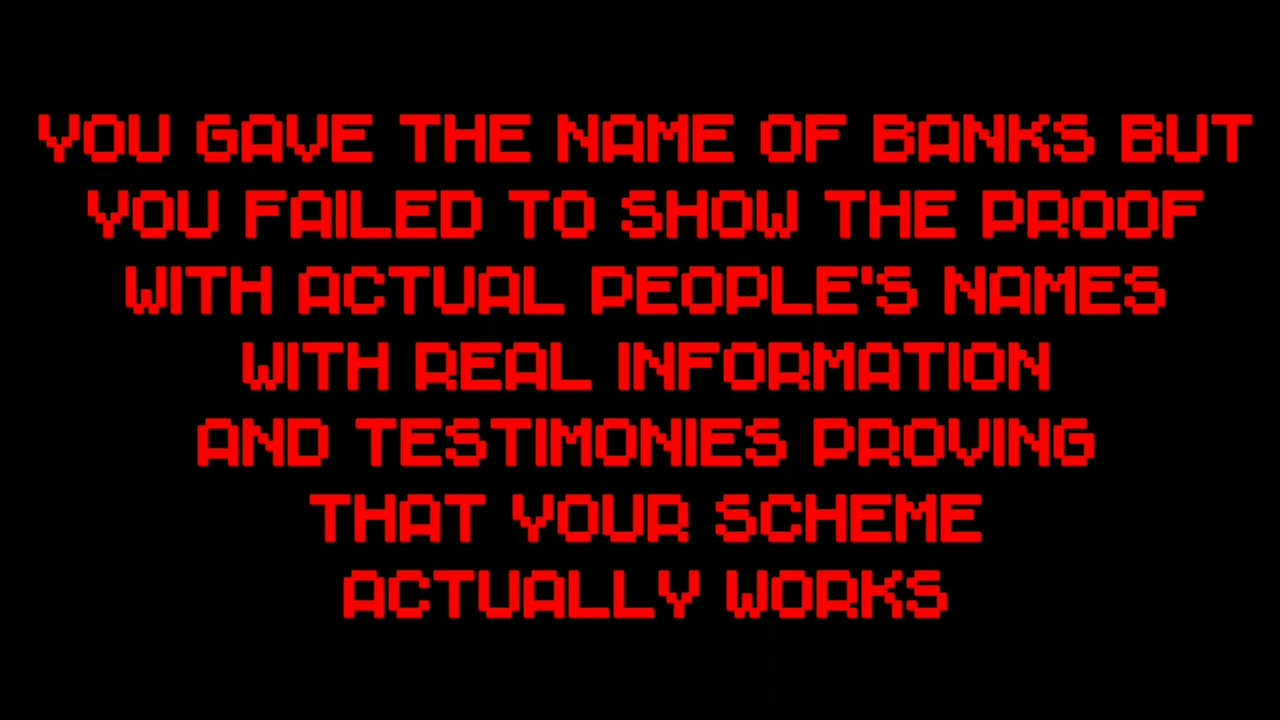 YOU GAVE THE NAME OF BANKS BUT
YOU FAILED TO SHOW THE PROOF
WITH ACTUAL PEOPLE'S NAMES
WITH REAL INFORMATION
AND TESTIMONIES PROVING
THAT YOUR SCHEME
ACTUALLY WORKS